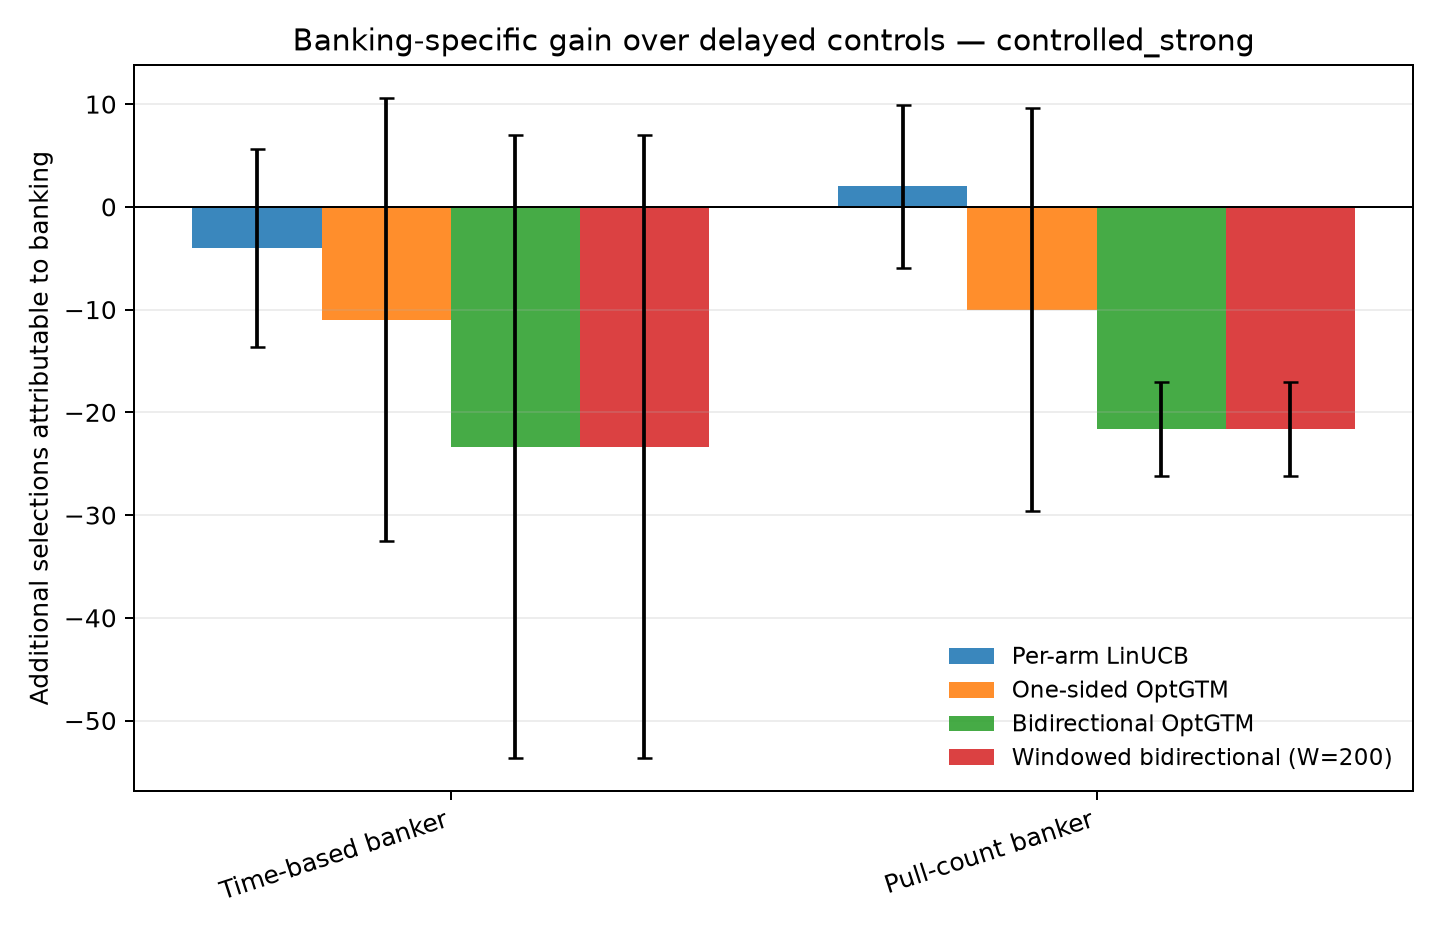 Banking-specific gain over delayed controls — controlled_strong
Additional selections attributable to banking
10
0
−10
−20
−30
−40
−50
Per-arm LinUCB
One-sided OptGTM
Bidirectional OptGTM
Windowed bidirectional (W=200)
Time-based banker
Pull-count banker